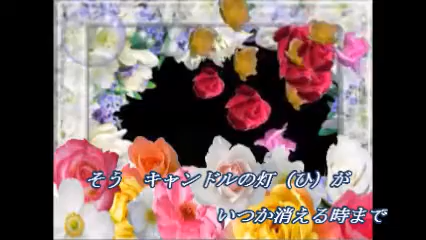 そう　キャンドルの灯（ひ）が
いつか消える時まで